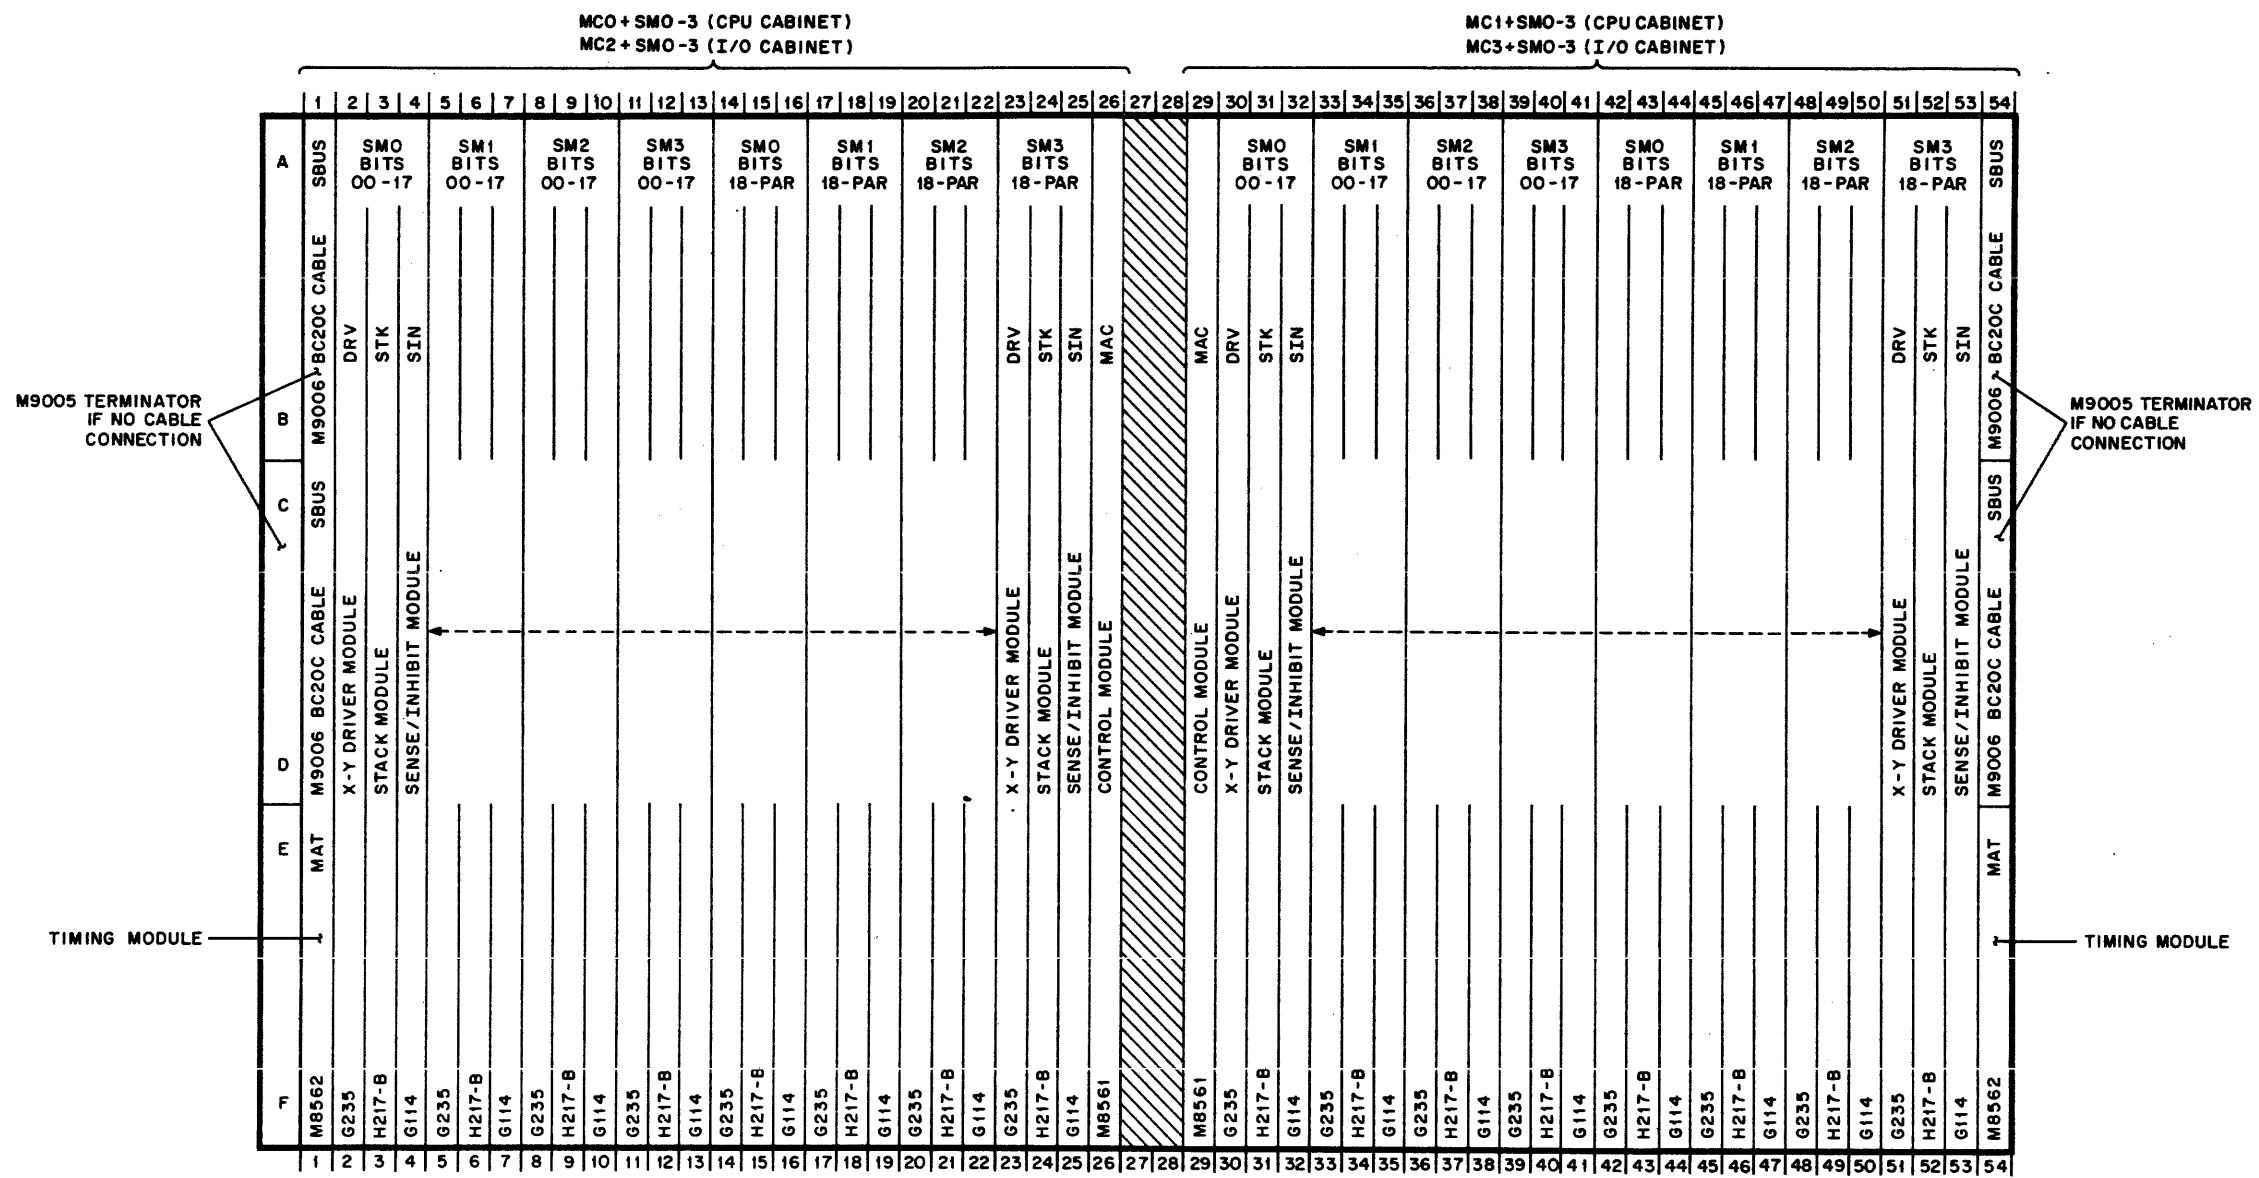 MC0+SM0-3 (CPU CABINET)
MC2+SM0-3 (I/O CABINET)
MC1+SM0-3 (CPU CABINET)
MC3+SM0-3 (I/O CABINET)
1 2 3 4 5 6 7 8 9 10 11 12 13 14 15 16 17 18 19 20 21 22 23 24 25 26 27 28 29 30 31 32 33 34 35 36 37 38 39 40 41 42 43 44 45 46 47 48 49 50 51 52 53 54
A
B
C
D
E
F
SBUS
M9006 BC20C CABLE
SBUS
M9006 BC20C CABLE
MAT
M9005 TERMINATOR
IF NO CABLE
CONNECTION
TIMING MODULE
SM0
BITS
00-17
SM1
BITS
00-17
SM2
BITS
00-17
SM3
BITS
00-17
SM0
BITS
18-PAR
SM1
BITS
18-PAR
SM2
BITS
18-PAR
SM3
BITS
18-PAR
DRV
STK
SIN
DRV
STK
SIN
MAC
X-Y DRIVER MODULE
STACK MODULE
SENSE/INHIBIT MODULE
X-Y DRIVER MODULE
STACK MODULE
SENSE/INHIBIT MODULE
CONTROL MODULE
SM0
BITS
00-17
SM1
BITS
00-17
SM2
BITS
00-17
SM3
BITS
00-17
SM0
BITS
18-PAR
SM1
BITS
18-PAR
SM2
BITS
18-PAR
SM3
BITS
18-PAR
MAC
DRV
STK
SIN
DRV
STK
SIN
CONTROL MODULE
X-Y DRIVER MODULE
STACK MODULE
SENSE/INHIBIT MODULE
X-Y DRIVER MODULE
STACK MODULE
SENSE/INHIBIT MODULE
SBUS
M9006 BC20C CABLE
SBUS
M9006 BC20C CABLE
MAT
M9005 TERMINATOR
IF NO CABLE
CONNECTION
TIMING MODULE
M8562 G235 H217-B G114 G235 H217-B G114 G235 H217-B G114 G235 H217-B G114 G235 H217-B G114 G235 H217-B G114 G235 H217-B G114 G235 H217-B G114 M8561
M8561 G235 H217-B G114 G235 H217-B G114 G235 H217-B G114 G235 H217-B G114 G235 H217-B G114 G235 H217-B G114 G235 H217-B G114 G235 H217-B G114 M8562
1 2 3 4 5 6 7 8 9 10 11 12 13 14 15 16 17 18 19 20 21 22 23 24 25 26 27 28 29 30 31 32 33 34 35 36 37 38 39 40 41 42 43 44 45 46 47 48 49 50 51 52 53 54